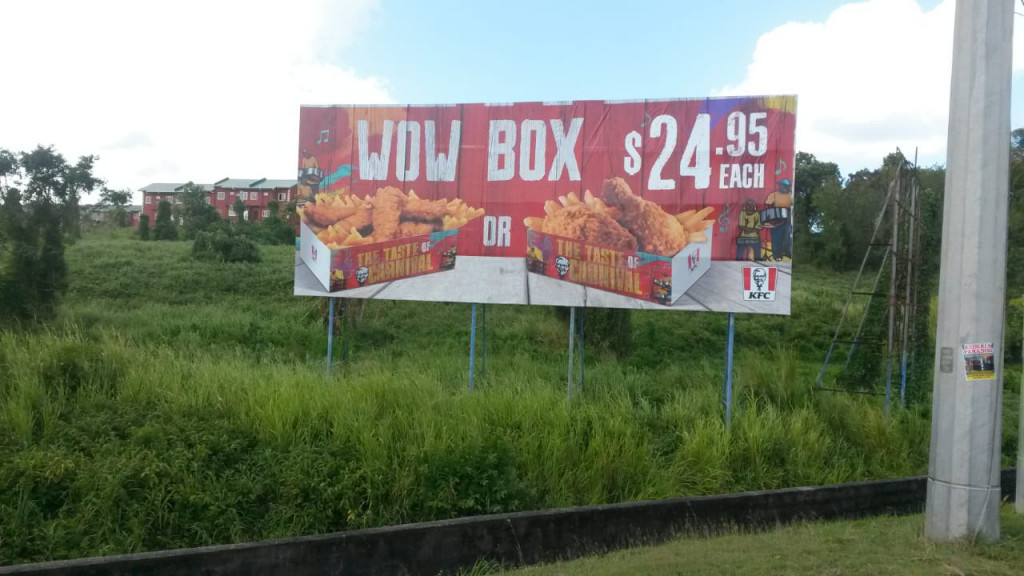 WOW BOX $24.95
EACH
OR
THE TASTE OF
CARNIVAL
THE TASTE OF
CARNIVAL
KFC